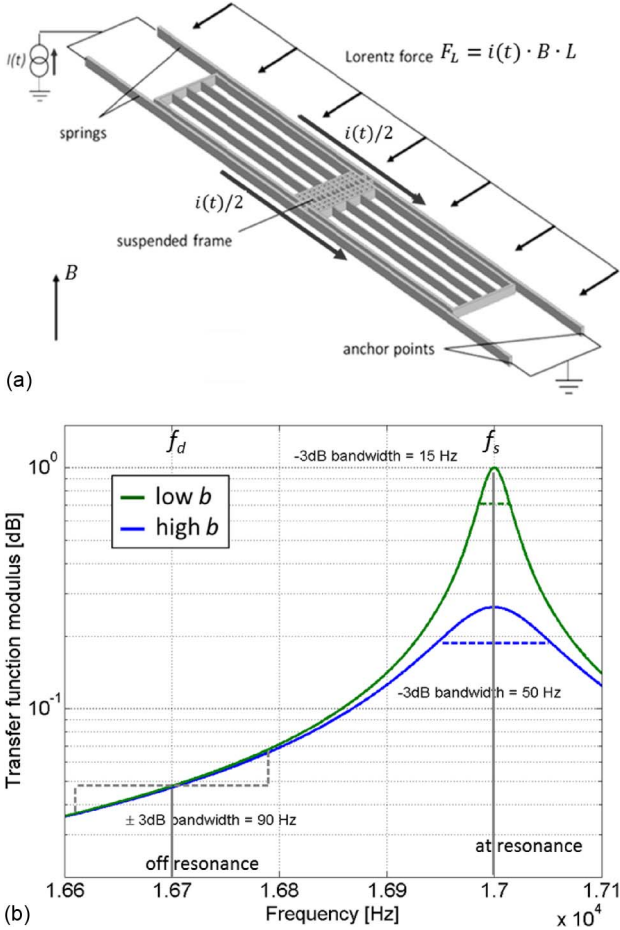 Lorentz force F_L = i(t) · B · L
I(t)
springs
i(t)/2
i(t)/2
suspended frame
B
anchor points
(a)
f_d
f_s
-3dB bandwidth = 15 Hz
10^0
low b
high b
Transfer function modulus [dB]
-3dB bandwidth = 50 Hz
10^-1
± 3dB bandwidth = 90 Hz
off resonance
at resonance
1.66
1.67
1.68
1.69
1.7
1.71
Frequency [Hz]
x 10^4
(b)